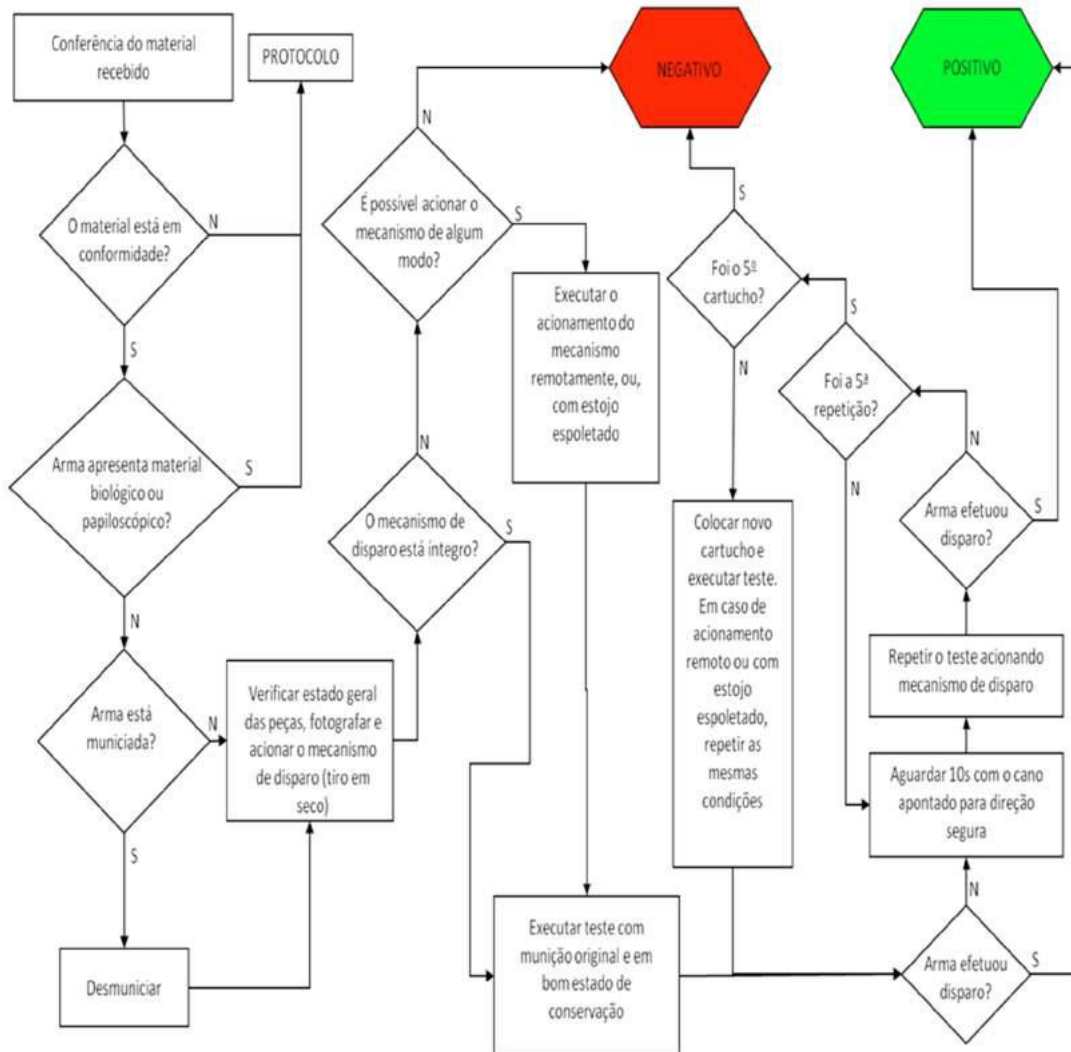 Conferência do material
recebido
PROTOCOLO
O material está em
conformidade?
N
S
Arma apresenta material
biológico ou
papiloscópico?
S
N
Arma está
municiada?
N
S
Desmuniciar
Verificar estado geral
das peças, fotografar e
acionar o mecanismo
de disparo (tiro em
seco)
O mecanismo de
disparo está integro?
N
S
É possivel acionar o
mecanismo de algum
modo?
N
S
Executar o
acionamento do
mecanismo
remotamente, ou,
com estojo
espoletado
Executar teste com
munição original e em
bom estado de
conservação
NEGATIVO
S
Foi o 5º
cartucho?
N
Colocar novo
cartucho e
executar teste.
Em caso de
acionamento
remoto ou com
estojo
espoletado,
repetir as
mesmas
condições
S
Foi a 5ª
repetição?
N
POSITIVO
N
Arma efetuou
disparo?
S
Repetir o teste acionando
mecanismo de disparo
Aguardar 10s com o cano
apontado para direção
segura
N
Arma efetuou
disparo?
S